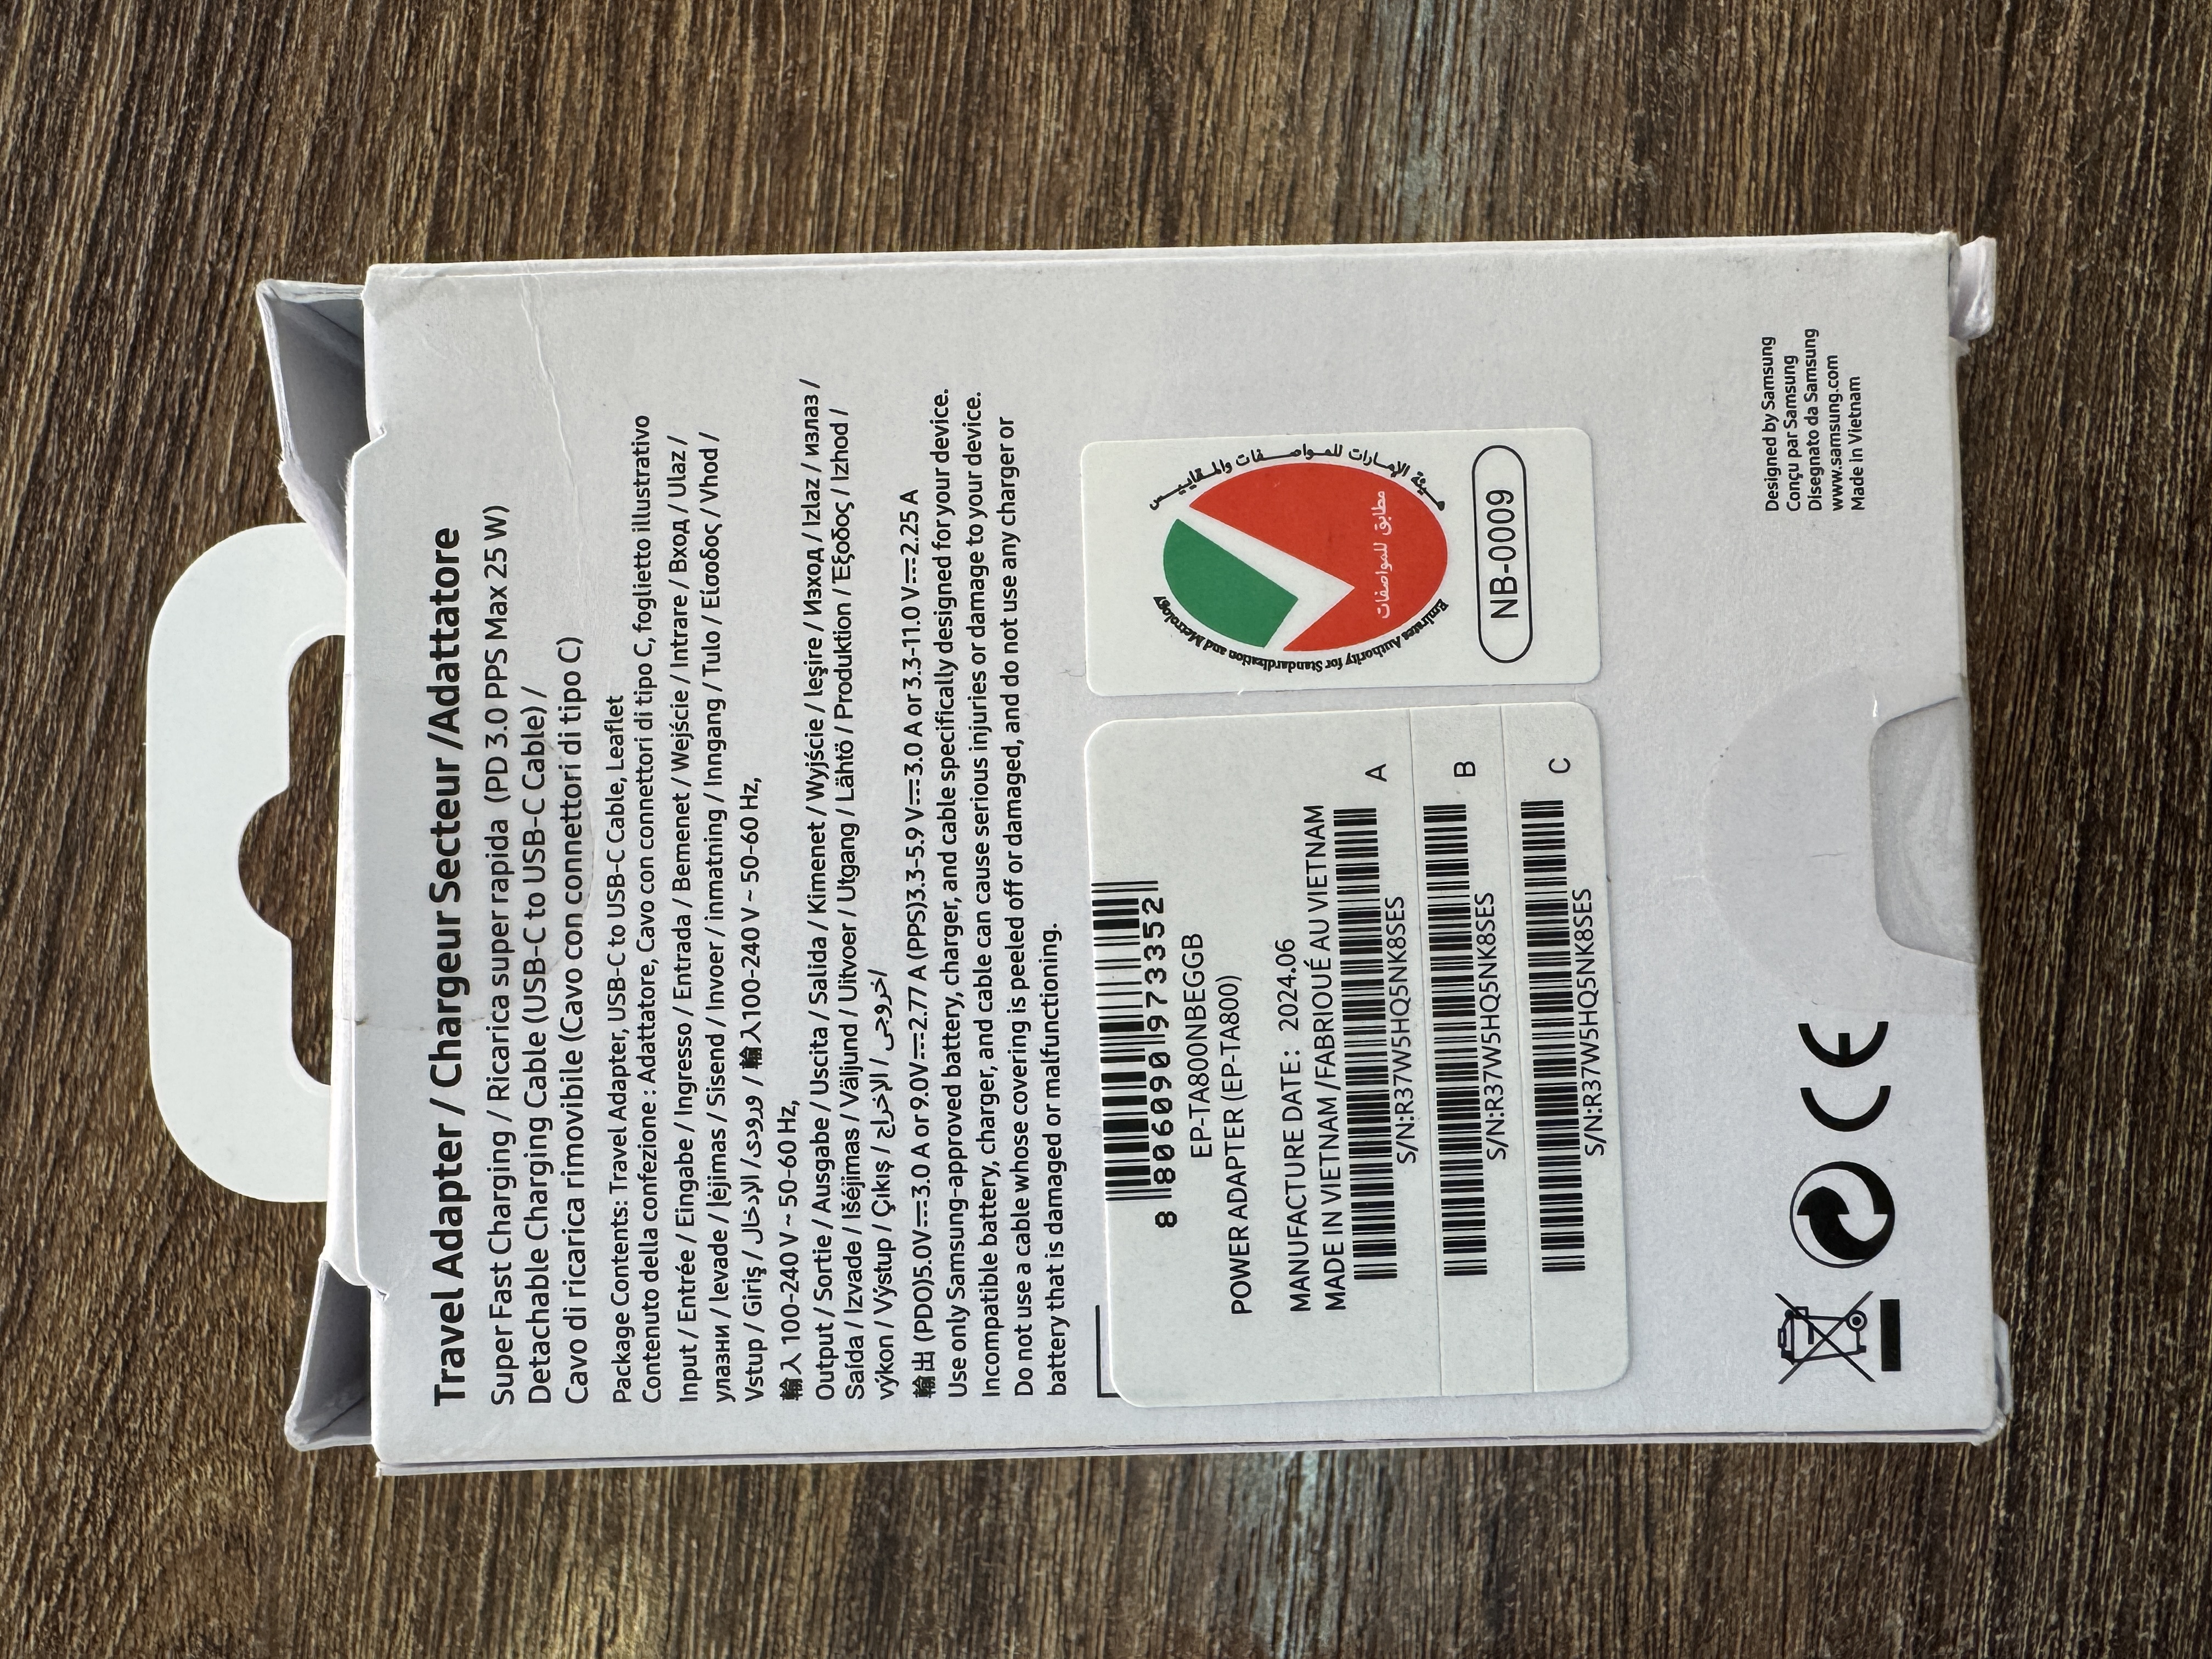 Travel Adapter / Chargeur Secteur /Adattatore
Super Fast Charging / Ricarica super rapida (PD 3.0 PPS Max 25 W)
Detachable Charging Cable (USB-C to USB-C Cable) /
Cavo di ricarica rimovibile (Cavo con connettori di tipo C)
Package Contents: Travel Adapter, USB-C to USB-C Cable, Leaflet
Contenuto della confezione : Adattatore, Cavo con connettori di tipo C, foglietto illustrativo
Input / Entrée / Eingabe / Ingresso / Entrada / Bemenet / Wejście / Intrare / Вход / Ulaz /
улазни / Ievade / Įėjimas / Sisend / Invoer / inmatning / Inngang / Tulo / Είσοδος / Vhod /
Vstup / Giriş / الإدخال / ورودی / 輸入100-240 V ~ 50-60 Hz,
輸入 100-240 V ~ 50-60 Hz,
Output / Sortie / Ausgabe / Uscita / Salida / Kimenet / Wyjście / Ieşire / Изход / Izlaz / излаз /
Saída / Izvade / Išėjimas / Väljund / Uitvoer / Utgang / Lähtö / Produktion / Έξοδος / Izhod /
výkon / Výstup / Çıkış / الإخراج / خروجی/
輸出 (PDO)5.0V⎓3.0 A or 9.0V⎓2.77 A (PPS)3.3-5.9 V⎓3.0 A or 3.3-11.0 V⎓2.25 A
Use only Samsung-approved battery, charger, and cable specifically designed for your device.
Incompatible battery, charger, and cable can cause serious injuries or damage to your device.
Do not use a cable whose covering is peeled off or damaged, and do not use any charger or
battery that is damaged or malfunctioning.
8 806090 973352
EP-TA800NBEGGB
POWER ADAPTER (EP-TA800)
MANUFACTURE DATE: 2024.06
MADE IN VIETNAM /FABRIQUÉ AU VIETNAM
A
S/N:R37W5HQ5NK8SES
B
S/N:R37W5HQ5NK8SES
C
S/N:R37W5HQ5NK8SES
هيئة الإمارات للمواصفات والمقاييس
مطابق للمواصفات
Emirates Authority for Standardization and Metrology
NB-0009
CE
Designed by Samsung
Conçu par Samsung
Disegnato da Samsung
www.samsung.com
Made in Vietnam